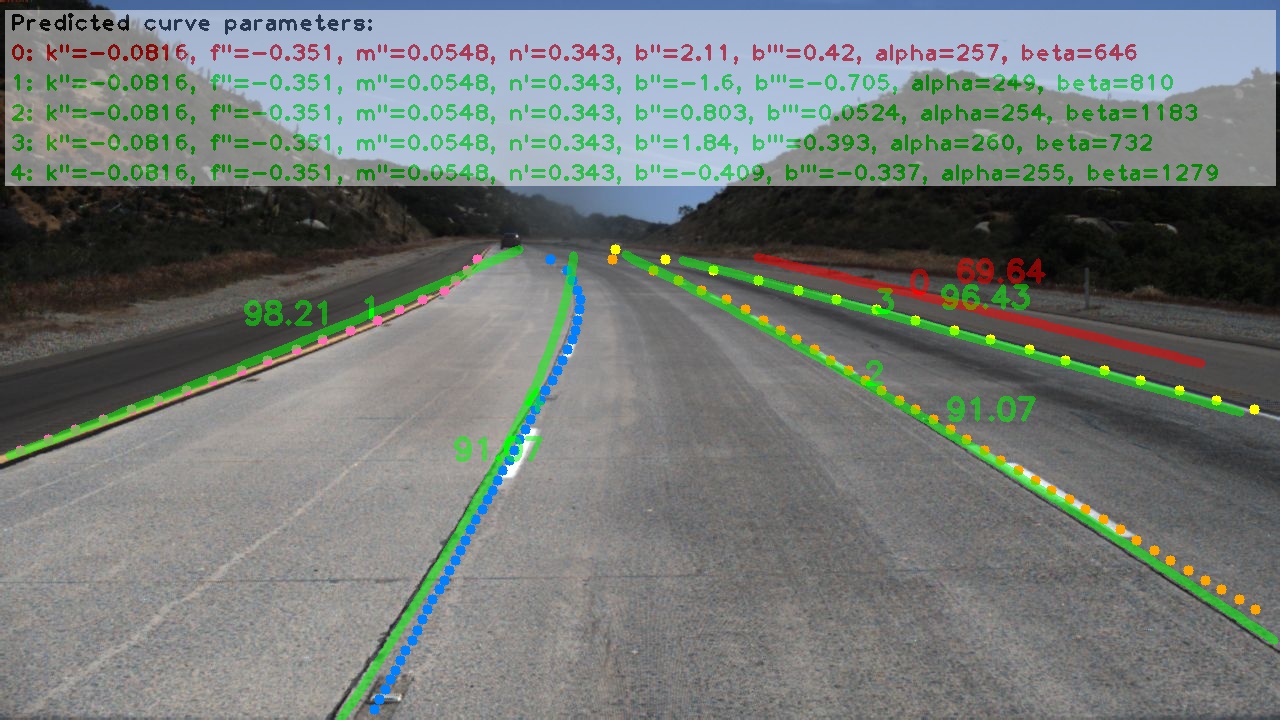 Predicted curve parameters:
0: k''=-0.0816, f''=-0.351, m''=0.0548, n'=0.343, b''=2.11, b'''=0.42, alpha=257, beta=646
1: k''=-0.0816, f''=-0.351, m''=0.0548, n'=0.343, b''=-1.6, b'''=-0.705, alpha=249, beta=810
2: k''=-0.0816, f''=-0.351, m''=0.0548, n'=0.343, b''=0.803, b'''=0.0524, alpha=254, beta=1183
3: k''=-0.0816, f''=-0.351, m''=0.0548, n'=0.343, b''=1.84, b'''=0.393, alpha=260, beta=732
4: k''=-0.0816, f''=-0.351, m''=0.0548, n'=0.343, b''=-0.409, b'''=-0.337, alpha=255, beta=1279
0 69.64
98.21 1
3 96.43
2
91.07